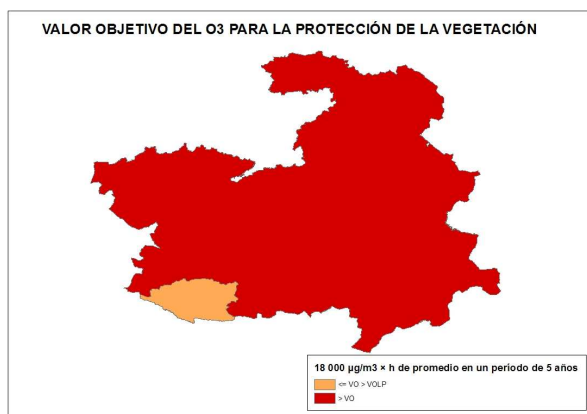 VALOR OBJETIVO DEL O3 PARA LA PROTECCIÓN DE LA VEGETACIÓN
18 000 µg/m3 × h de promedio en un período de 5 años
<= VO > VOLP
> VO